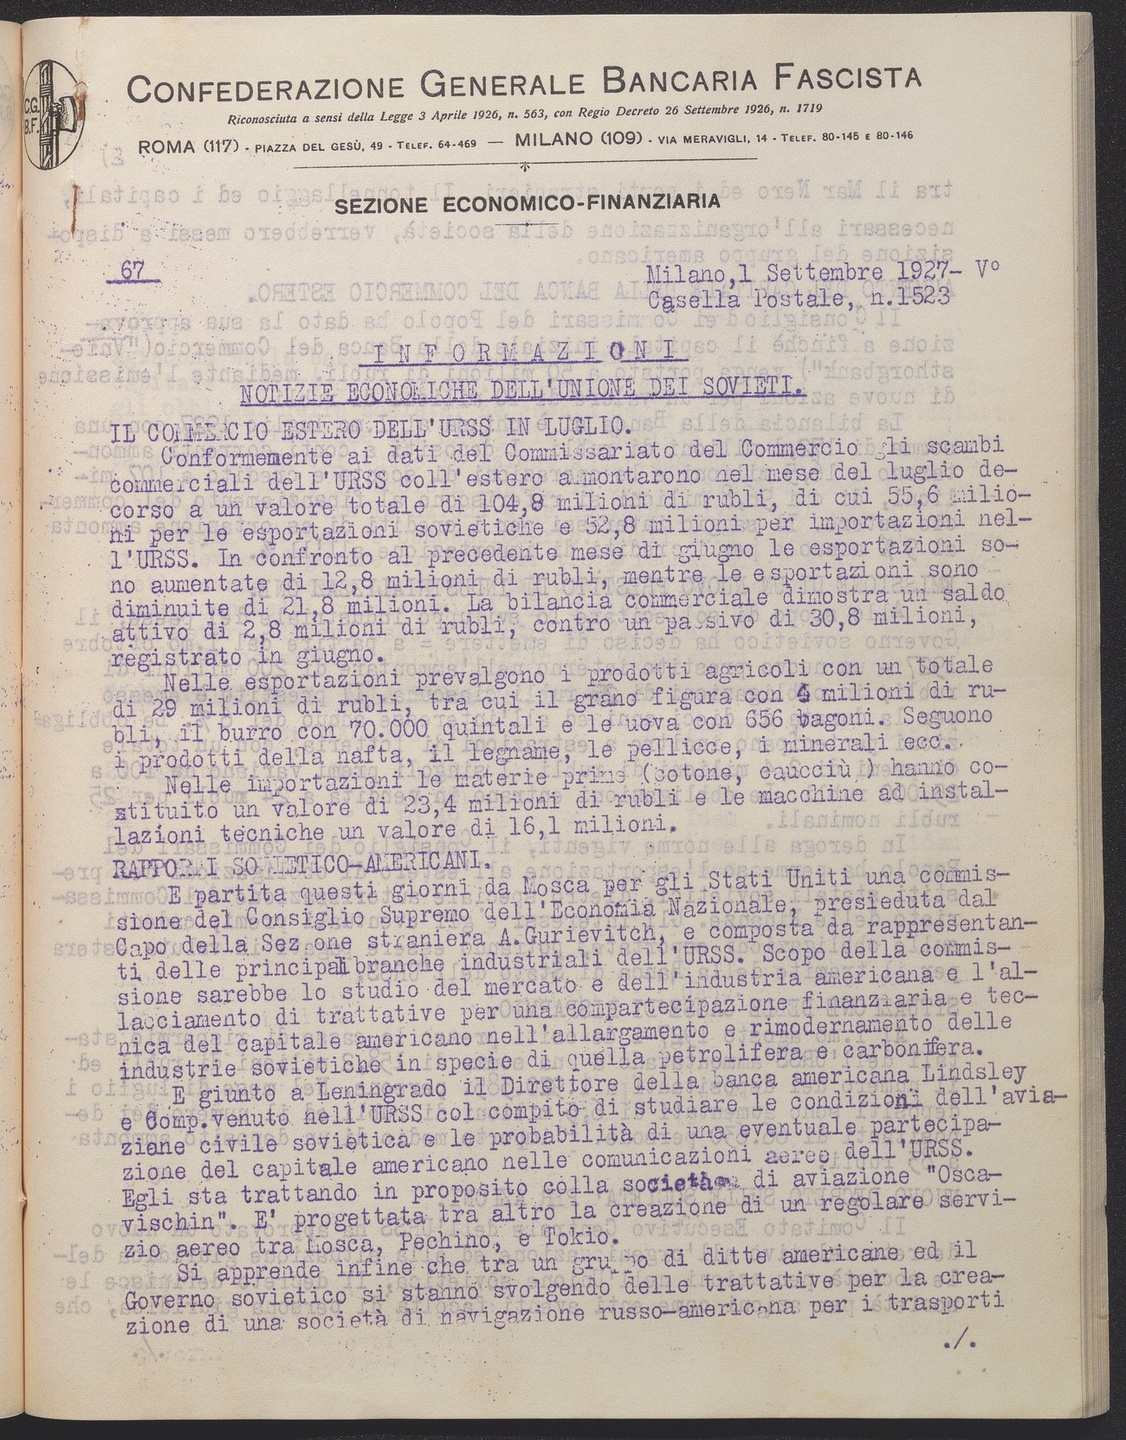 C.G.
B.F.
CONFEDERAZIONE GENERALE BANCARIA FASCISTA
Riconosciuta a sensi della Legge 3 Aprile 1926, n. 563, con Regio Decreto 26 Settembre 1926, n. 1719
ROMA (117) - PIAZZA DEL GESÙ, 49 - TELEF. 64-469 — MILANO (109) - VIA MERAVIGLI, 14 - TELEF. 80-145 E 80-146
SEZIONE ECONOMICO-FINANZIARIA
67
Milano,1 Settembre 1927- V°
Casella Postale, n.1523
I N F O R M A Z I O N I
NOTIZIE ECONOMICHE DELL'UNIONE DEI SOVIETI.
IL COMMERCIO ESTERO DELL'URSS IN LUGLIO.
Conformemente ai dati del Commissariato del Commercio gli scambi
commerciali dell'URSS coll'estero ammontarono nel mese del luglio de-
corso a un valore totale di 104,8 milioni di rubli, di cui 55,6 milio-
ni per le esportazioni sovietiche e 52,8 milioni per importazioni nel-
l'URSS. In confronto al precedente mese di giugno le esportazioni so-
no aumentate di 12,8 milioni di rubli, mentre le esportazioni sono
diminuite di 21,8 milioni. La bilancia commerciale dimostra un saldo
attivo di 2,8 milioni di rubli, contro un passivo di 30,8 milioni,
registrato in giugno.
Nelle esportazioni prevalgono i prodotti agricoli con un totale
di 29 milioni di rubli, tra cui il grano figura con 4 milioni di ru-
bli, il burro con 70.000 quintali e le uova con 656 vagoni. Seguono
i prodotti della nafta, il legname, le pellicce, i minerali ecc.
Nelle importazioni le materie prime (cotone, caucciù) hanno co-
stituito un valore di 23,4 milioni di rubli e le macchine ad instal-
lazioni tecniche un valore di 16,1 milioni.
RAPPORTI SOVIETICO-AMERICANI.
E partita questi giorni da Mosca per gli Stati Uniti una commis-
sione del Consiglio Supremo dell'Economia Nazionale, presieduta dal
Capo della Sezione straniera A.Gurievitch, e composta da rappresentan-
ti delle principali branche industriali dell'URSS. Scopo della commis-
sione sarebbe lo studio del mercato e dell'industria americana e l'al-
lacciamento di trattative per una compartecipazione finanziaria e tec-
nica del capitale americano nell'allargamento e rimodernamento delle
industrie sovietiche in specie di quella petrolifera e carbonifera.
E giunto a Leningrado il Direttore della banca americana Lindsley
e Comp.venuto nell'URSS col compito di studiare le condizioni dell'avia-
zione civile sovietica e le probabilità di una eventuale partecipa-
zione del capitale americano nelle comunicazioni aeree dell'URSS.
Egli sta trattando in proposito colla società di aviazione "Osca-
vischin". E' progettata tra altro la creazione di un regolare servi-
zio aereo tra Mosca, Pechino, e Tokio.
Si apprende infine che tra un gruppo di ditte americane ed il
Governo sovietico si stanno svolgendo delle trattative per la crea-
zione di una società di navigazione russo-americana per i trasporti
./.